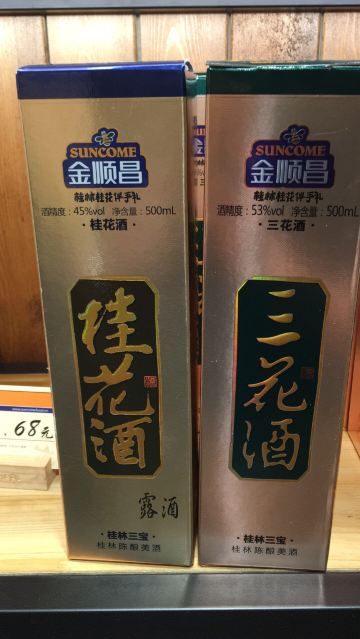 SUNCOME
金顺昌
桂林桂花伴手礼
酒精度：45%vol 净含量：500mL
·桂花酒·
桂花酒
露酒
·桂林三宝·
桂林陈酿美酒
SUNCOME
金顺昌
桂林桂花伴手礼
酒精度：53%vol 净含量：500mL
·三花酒·
三花酒
·桂林三宝·
桂林陈酿美酒
68元